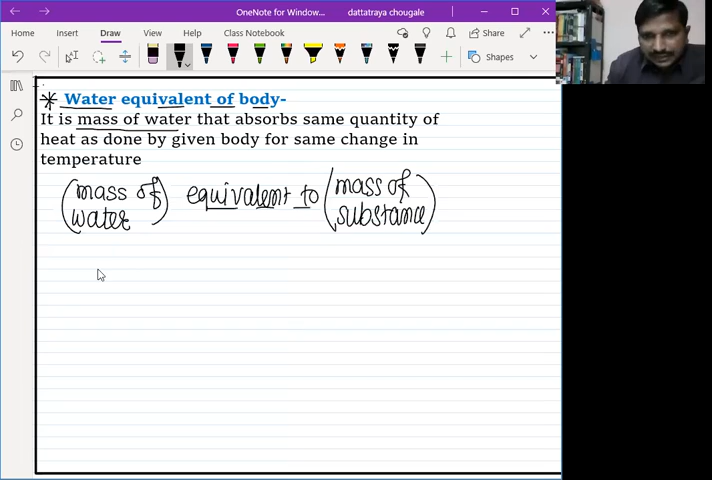 OneNote for Window... dattatraya chougale
Home Insert Draw View Help Class Notebook Share
Shapes
* Water equivalent of body-
It is mass of water that absorbs same quantity of
heat as done by given body for same change in
temperature
(mass of equivalent to (mass of
water) substance)